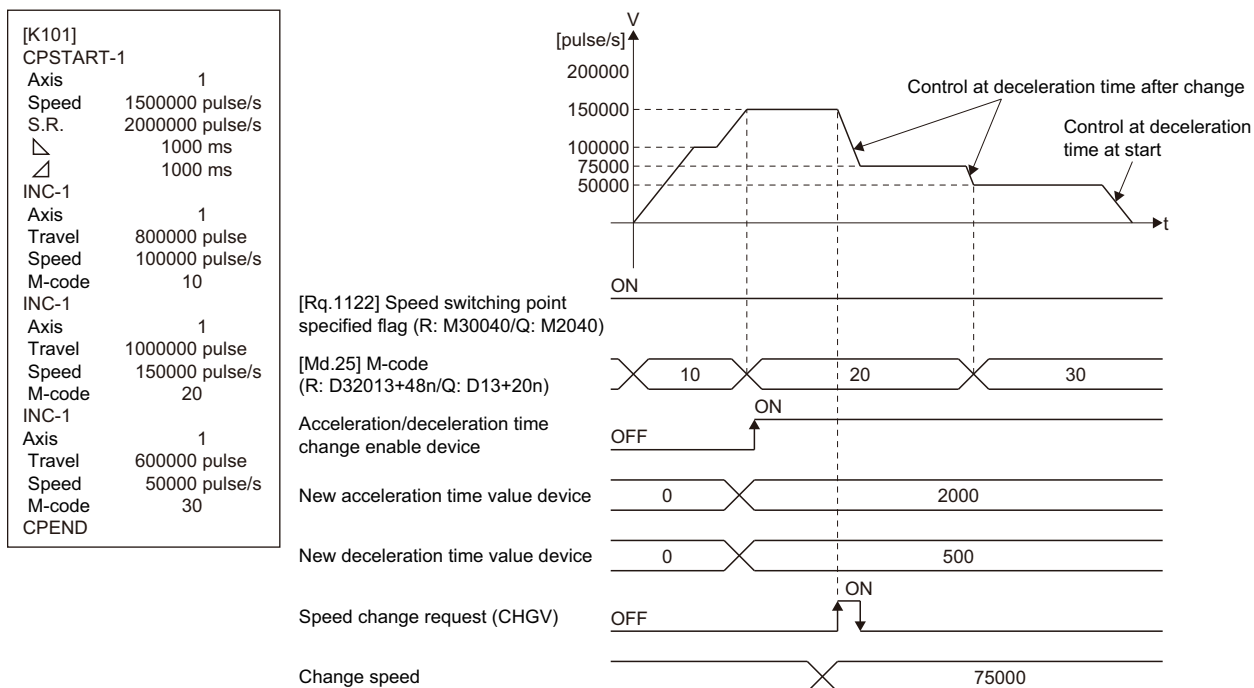 [K101]
CPSTART-1
Axis 1
Speed 1500000 pulse/s
S.R. 2000000 pulse/s
1000 ms
1000 ms
INC-1
Axis 1
Travel 800000 pulse
Speed 100000 pulse/s
M-code 10
INC-1
Axis 1
Travel 1000000 pulse
Speed 150000 pulse/s
M-code 20
INC-1
Axis 1
Travel 600000 pulse
Speed 50000 pulse/s
M-code 30
CPEND
V
[pulse/s]
200000
150000
100000
75000
50000
Control at deceleration time after change
Control at deceleration
time at start
t
ON
[Rq.1122] Speed switching point
specified flag (R: M30040/Q: M2040)
[Md.25] M-code
(R: D32013+48n/Q: D13+20n)
10 20 30
ON
Acceleration/deceleration time
change enable device
OFF
New acceleration time value device 0 2000
New deceleration time value device 0 500
ON
Speed change request (CHGV) OFF
Change speed 75000